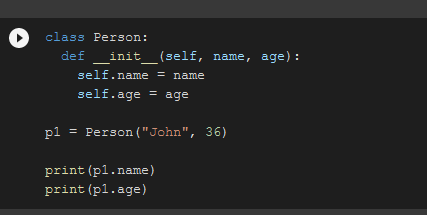 class Person:
  def __init__(self, name, age):
    self.name = name
    self.age = age

p1 = Person("John", 36)

print(p1.name)
print(p1.age)